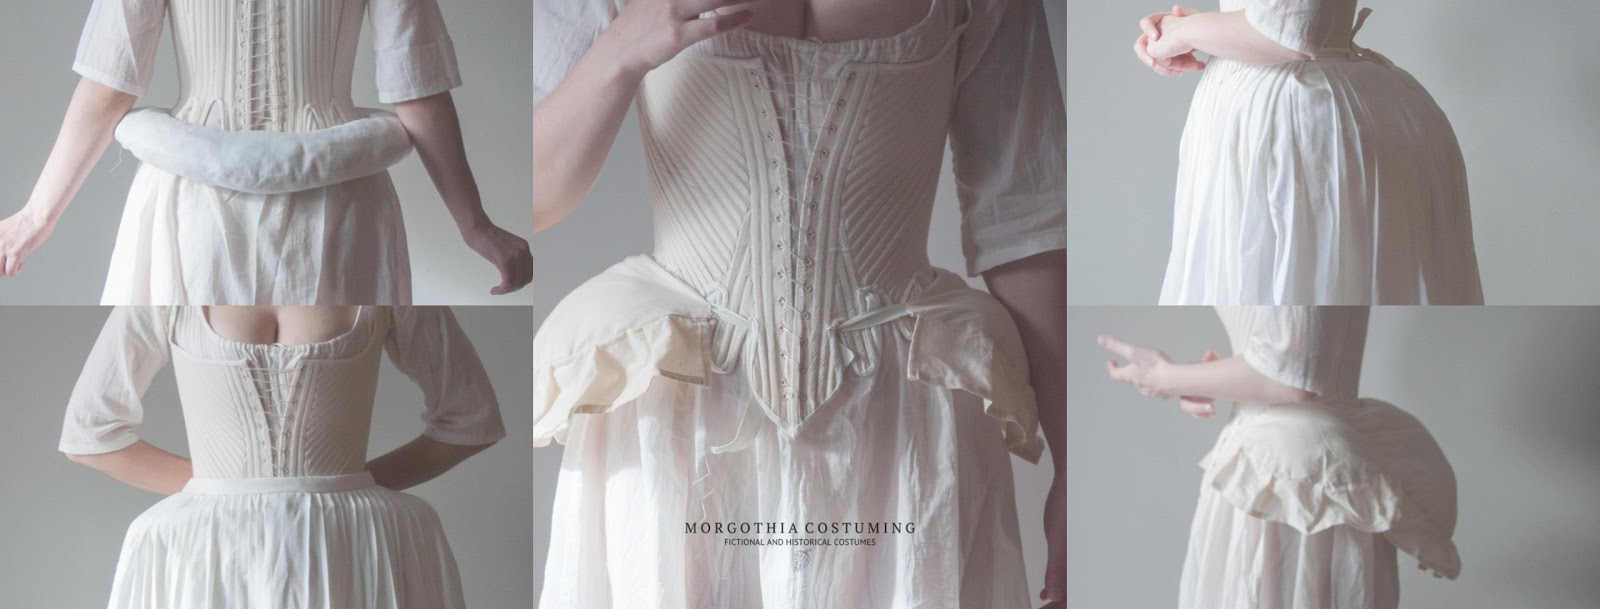 MORGOTHIA COSTUMING
FICTIONAL AND HISTORICAL COSTUMES